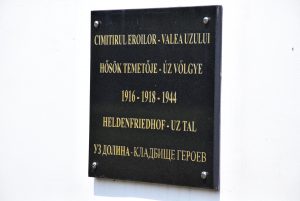 CIMITIRUL EROILOR - VALEA UZULUI
HŐSÖK TEMETŐJE - ÚZ VÖLGYE
1916 - 1918 - 1944
HELDENFRIEDHOF - UZ TAL
УЗ ДОЛИНА - КЛАДБИЩЕ ГЕРОЕВ